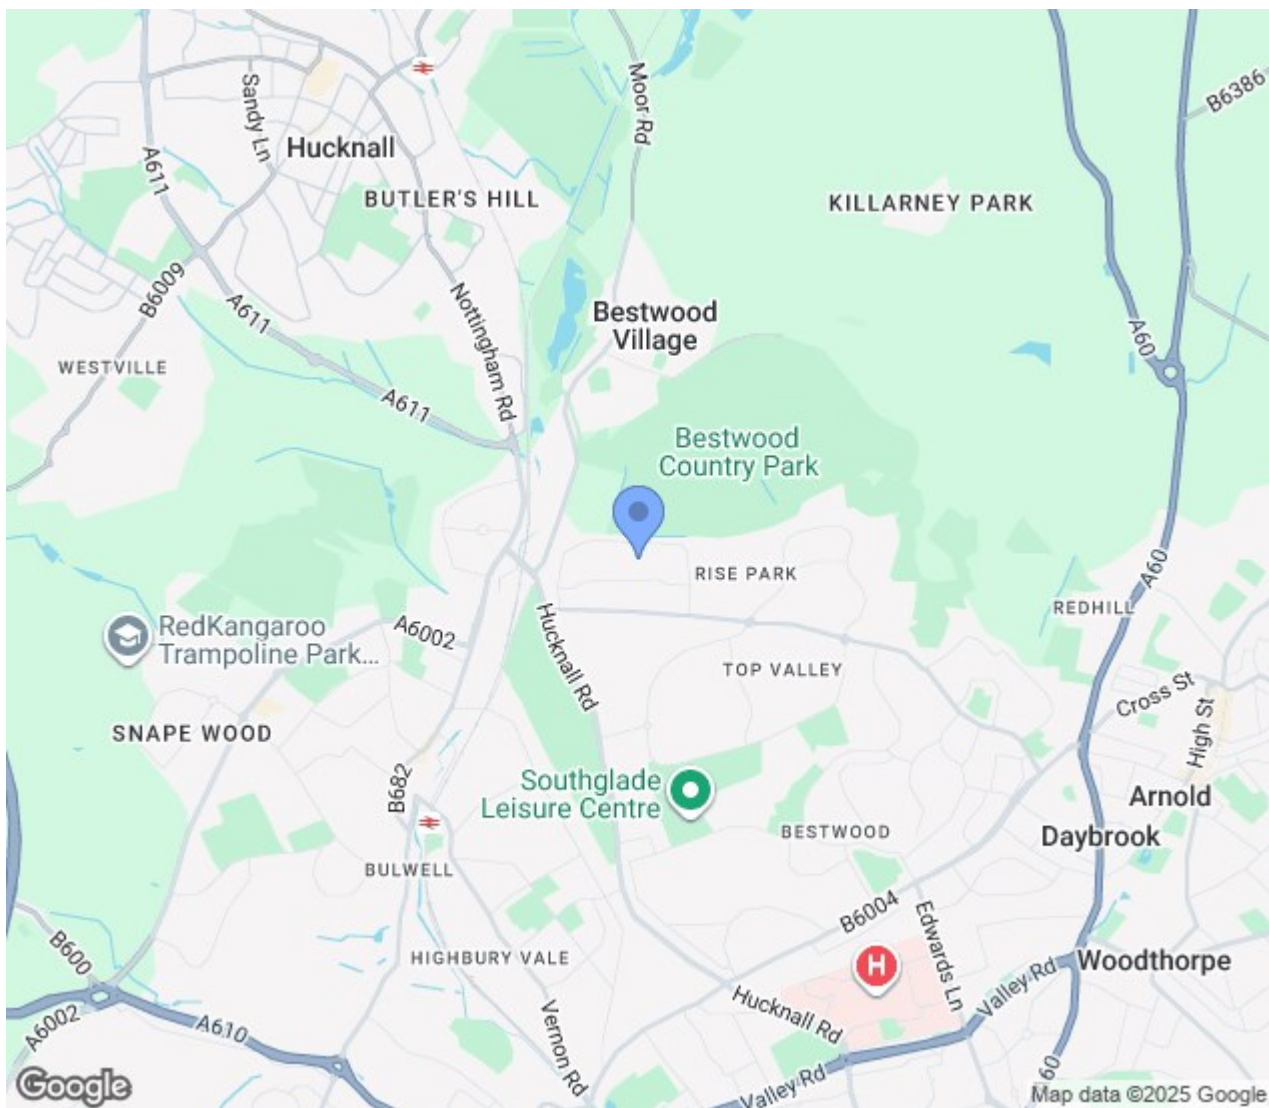 Moor Rd
B6386
Sandy Ln
Hucknall
A611
BUTLER'S HILL
KILLARNEY PARK
B6009
A611
Nottingham Rd
Bestwood
Village
A60
WESTVILLE
A611
Bestwood
Country Park
RISE PARK
A60
REDHILL
RedKangaroo
Trampoline Park...
A6002
Hucknall Rd
TOP VALLEY
Cross St
High St
SNAPE WOOD
B682
Southglade
Leisure Centre
Arnold
BESTWOOD
Daybrook
BULWELL
B6004
Edwards Ln
B600
HIGHBURY VALE
H
Woodthorpe
Valley Rd
A6002
A610
Vernon Rd
Hucknall Rd
Valley Rd
60
Google
Map data ©2025 Google